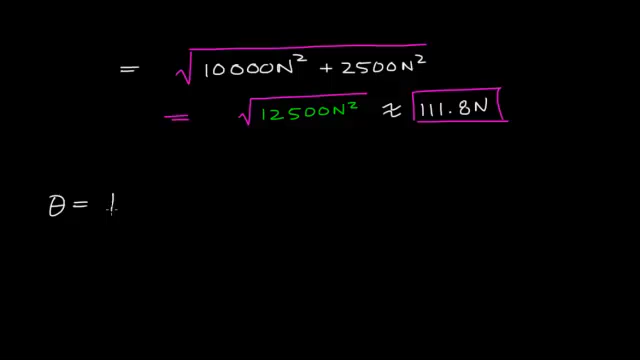 = √10000N² + 2500N²
= √12500N² ≈ 111.8N
θ =